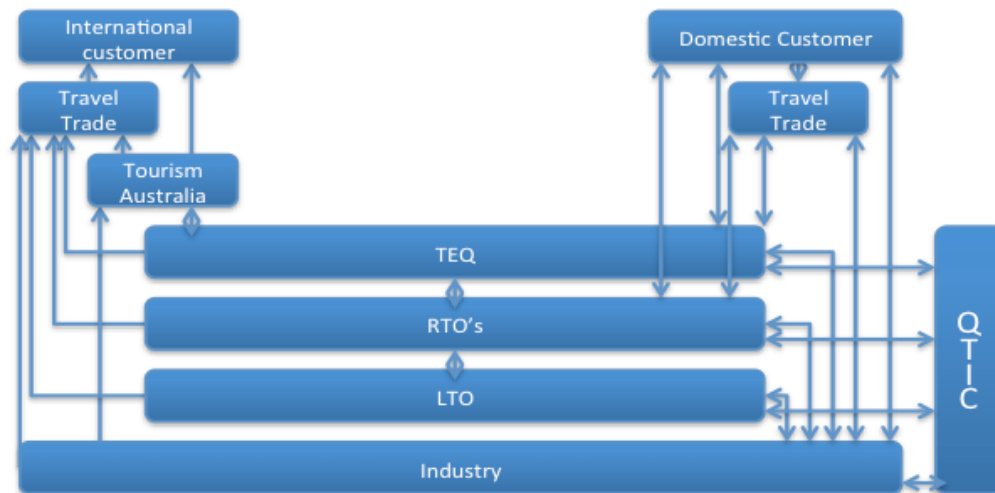 International
customer
Domestic Customer
Travel
Trade
Travel
Trade
Tourism
Australia
TEQ
RTO's
LTO
Industry
Q
T
I
C